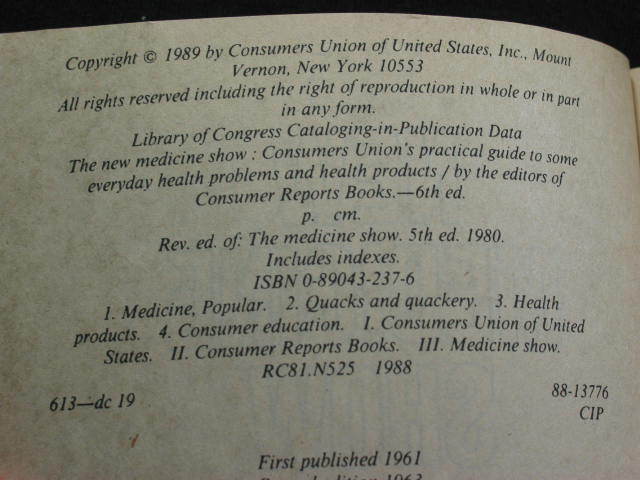 Copyright © 1989 by Consumers Union of United States, Inc., Mount
Vernon, New York 10553
All rights reserved including the right of reproduction in whole or in part
in any form.
Library of Congress Cataloging-in-Publication Data
The new medicine show : Consumers Union's practical guide to some
everyday health problems and health products / by the editors of
Consumer Reports Books.—6th ed.
p. cm.
Rev. ed. of: The medicine show. 5th ed. 1980.
Includes indexes.
ISBN 0-89043-237-6
1. Medicine, Popular. 2. Quacks and quackery. 3. Health
products. 4. Consumer education. I. Consumers Union of United
States. II. Consumer Reports Books. III. Medicine show.
RC81.N525 1988
613—dc 19 88-13776
CIP
First published 1961
edition 1963